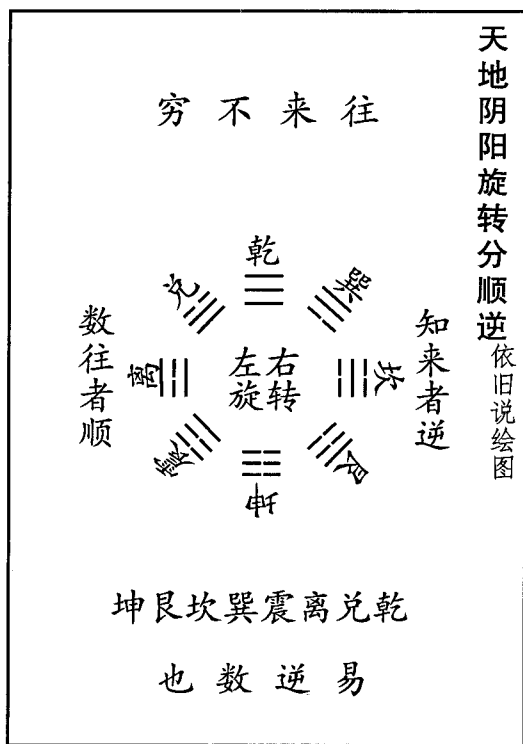 天地阴阳旋转分顺逆
依旧说绘图
往来不穷
乾
兑
巽
数往者顺
离
左旋
右转
坎
知来者逆
震
艮
坤
乾兑离震巽坎艮坤
易逆数也